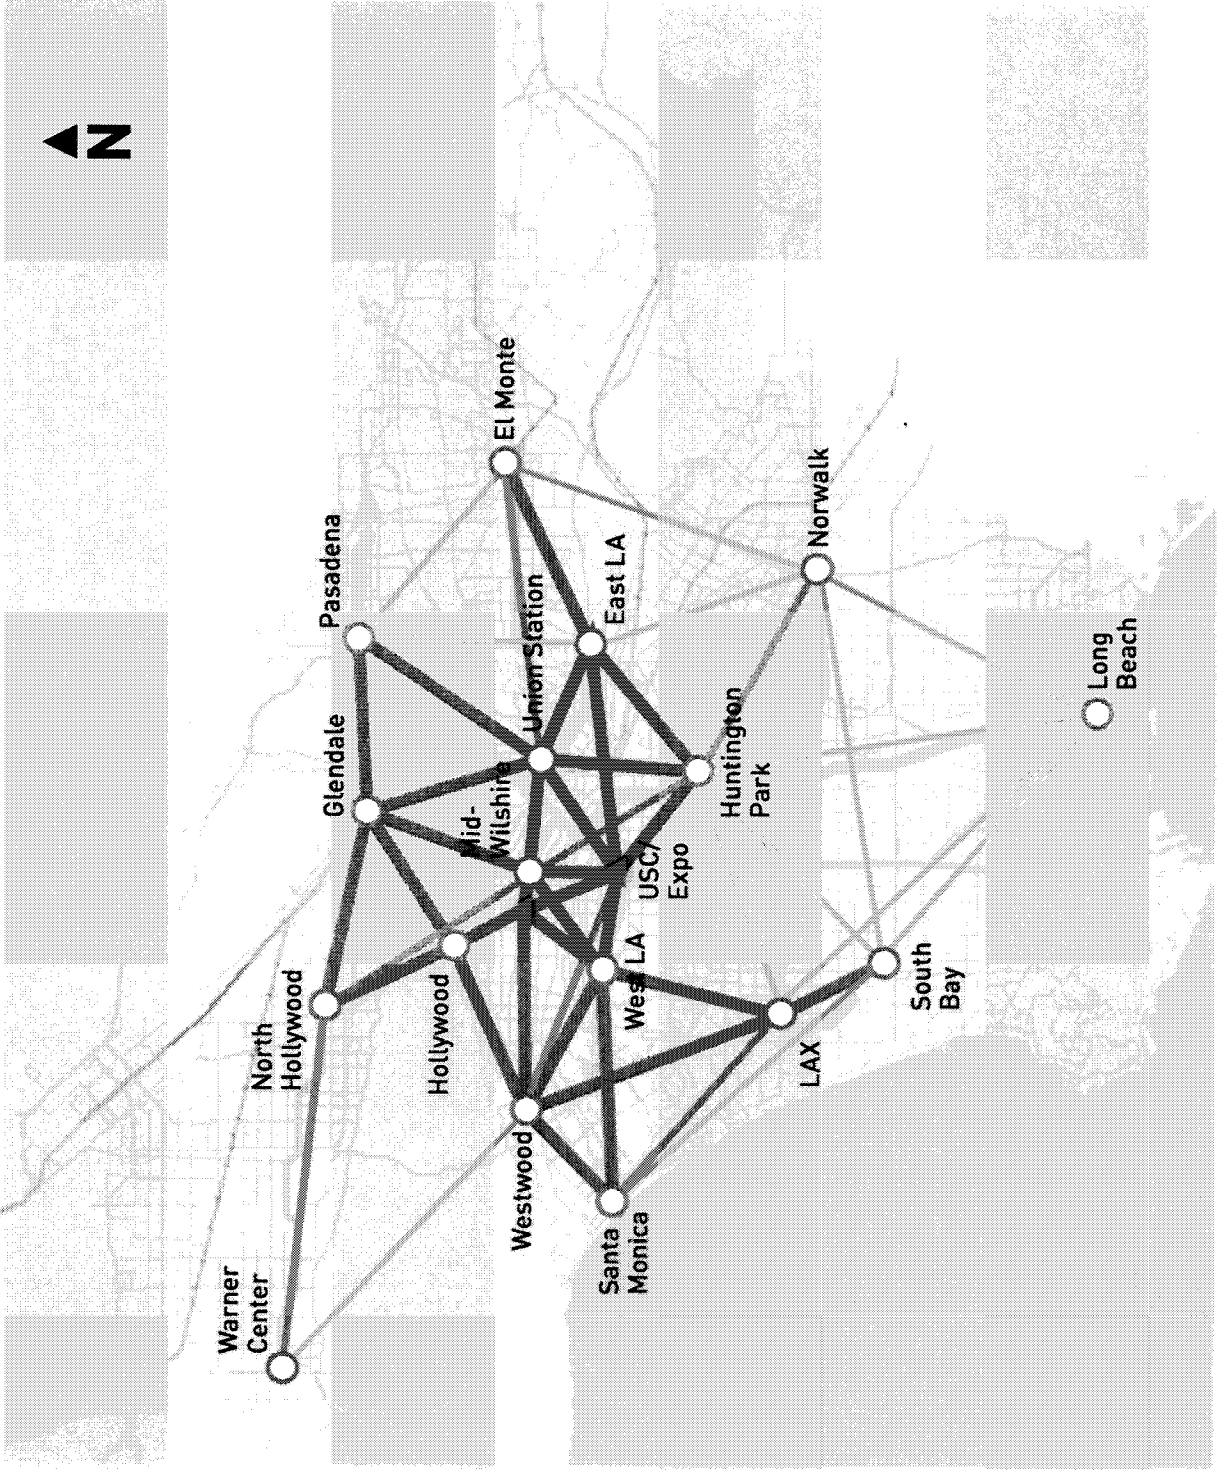 N
Warner
Center
North
Hollywood
Glendale
Pasadena
Hollywood
Mid-
Wilshire
Union Station
El Monte
Westwood
Santa
Monica
West LA
USC/
Expo
East LA
Huntington
Park
Norwalk
LAX
South
Bay
Long
Beach